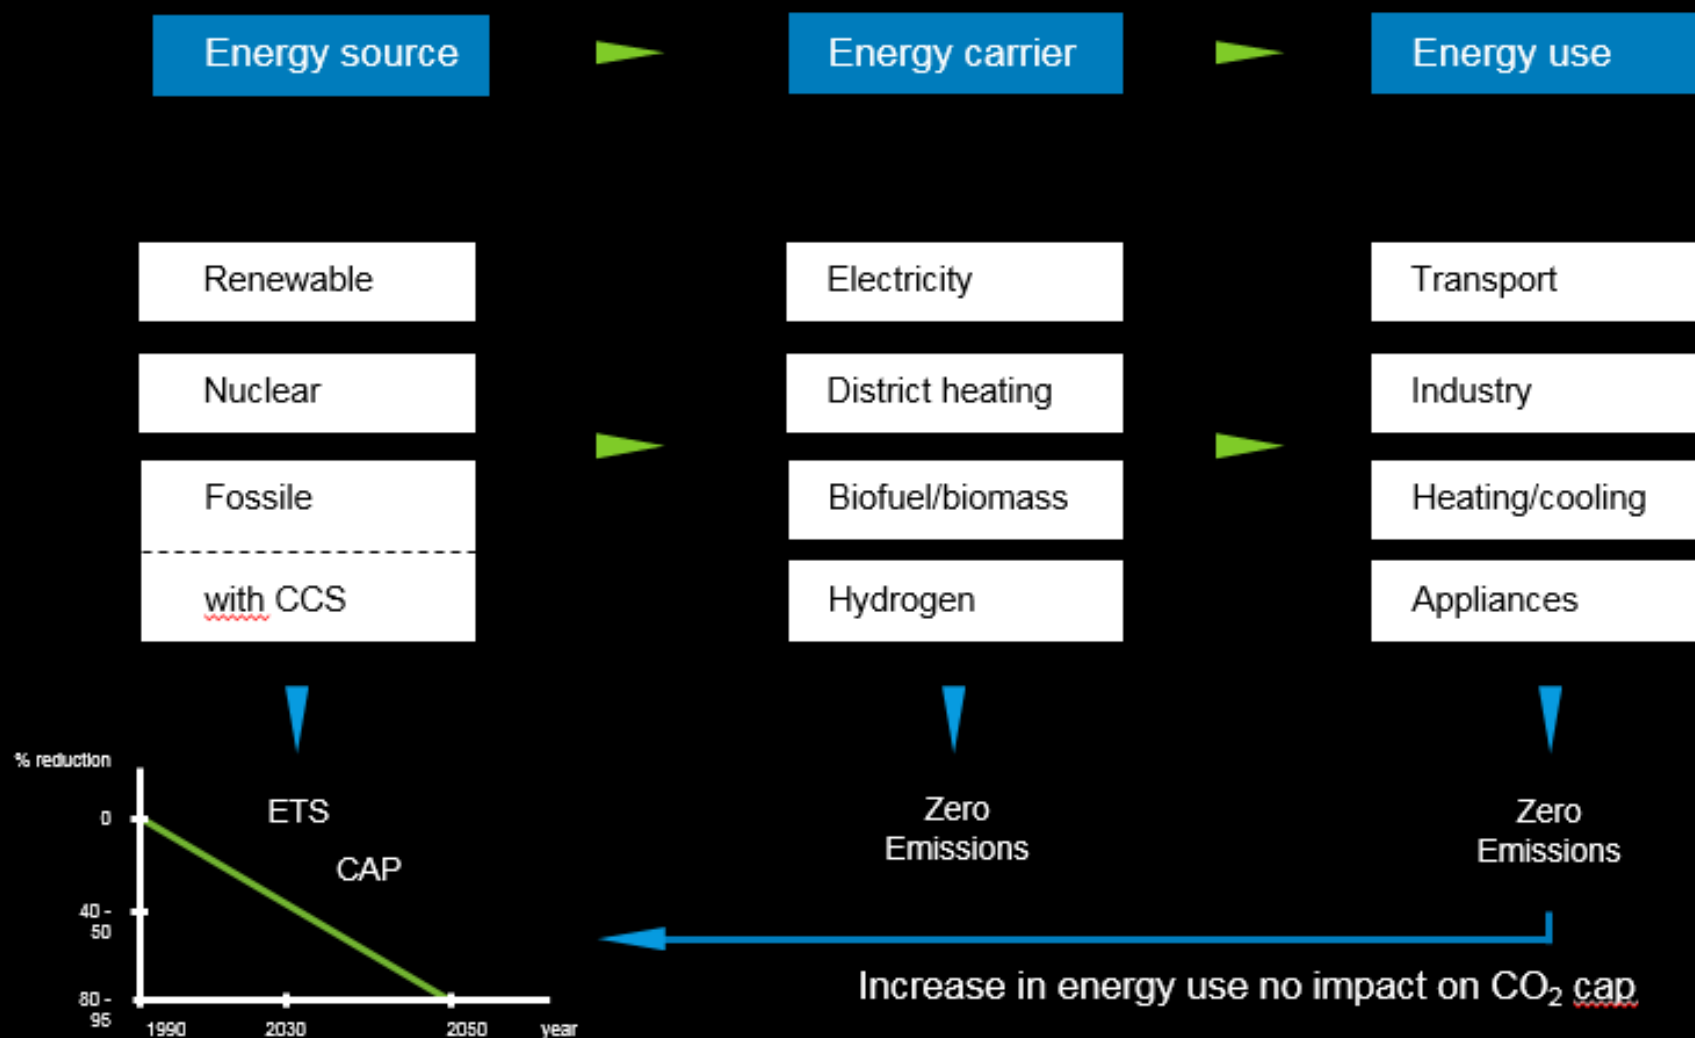 Energy source
Energy carrier
Energy use
Renewable
Electricity
Transport
Nuclear
District heating
Industry
Fossile
Biofuel/biomass
Heating/cooling
with CCS
Hydrogen
Appliances
% reduction
0
40 -
50
80 -
95
ETS
CAP
1990
2030
2050
year
Zero
Emissions
Zero
Emissions
Increase in energy use no impact on CO₂ cap